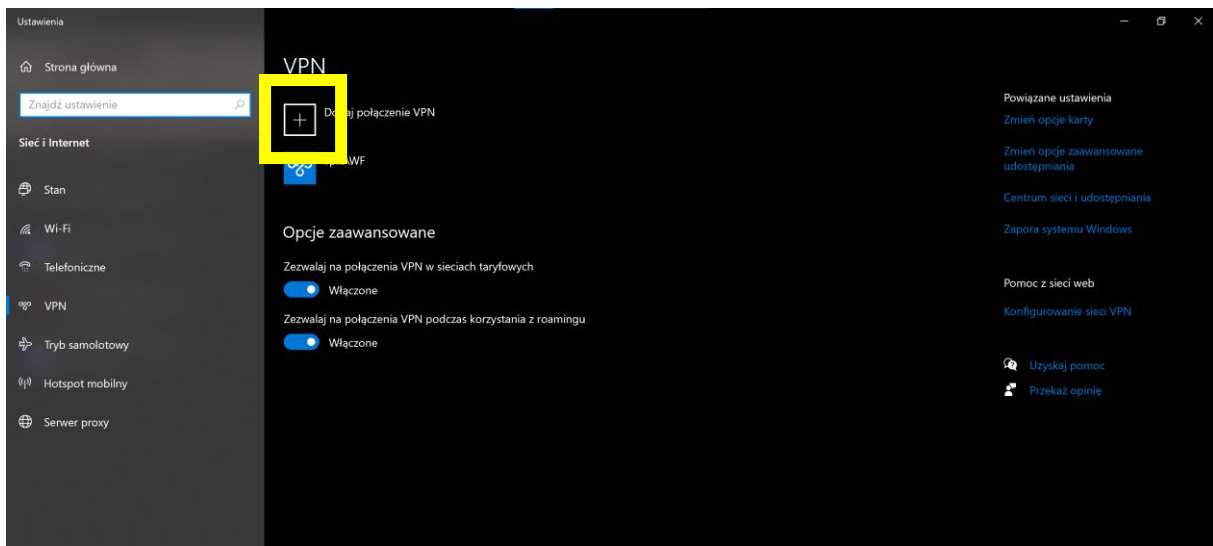 Ustawienia
Strona główna
Znajdź ustawienie
Sieć i Internet
Stan
Wi-Fi
Telefoniczne
VPN
Tryb samolotowy
Hotspot mobilny
Serwer proxy
VPN
połączenie VPN
Opcje zaawansowane
Zezwalaj na połączenia VPN w sieciach taryfowych
Włączone
Zezwalaj na połączenia VPN podczas korzystania z roamingu
Włączone
Powiązane ustawienia
Zmień opcje karty
Zmień opcje zaawansowane
udostępniania
Centrum sieci i udostępniania
Zapora systemu Windows
Pomoc z sieci web
Konfigurowanie sieci VPN
Uzyskaj pomoc
Przekaż opinię